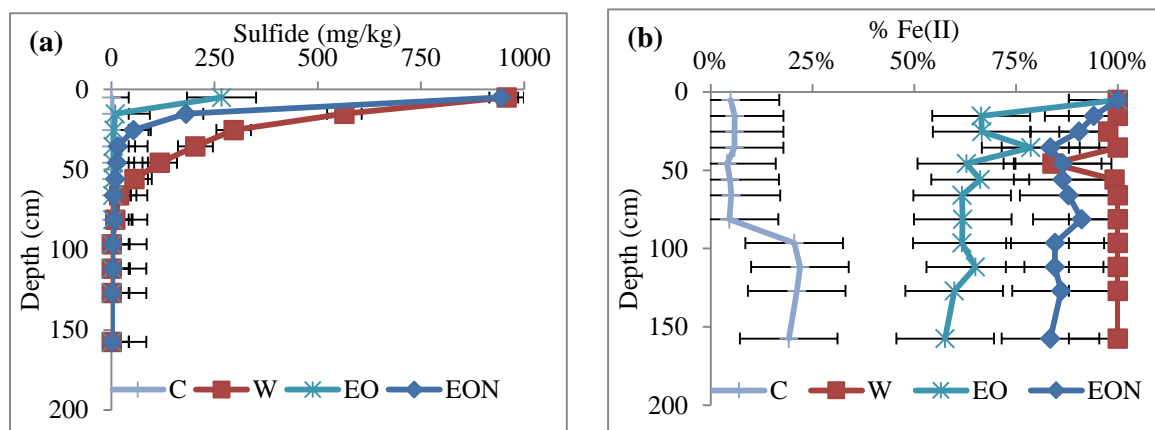 (a)
Sulfide (mg/kg)
0 250 500 750 1000
0
50
100
150
200
Depth (cm)
C W EO EON
(b)
% Fe(II)
0% 25% 50% 75% 100%
0
50
100
150
200
Depth (cm)
C W EO EON